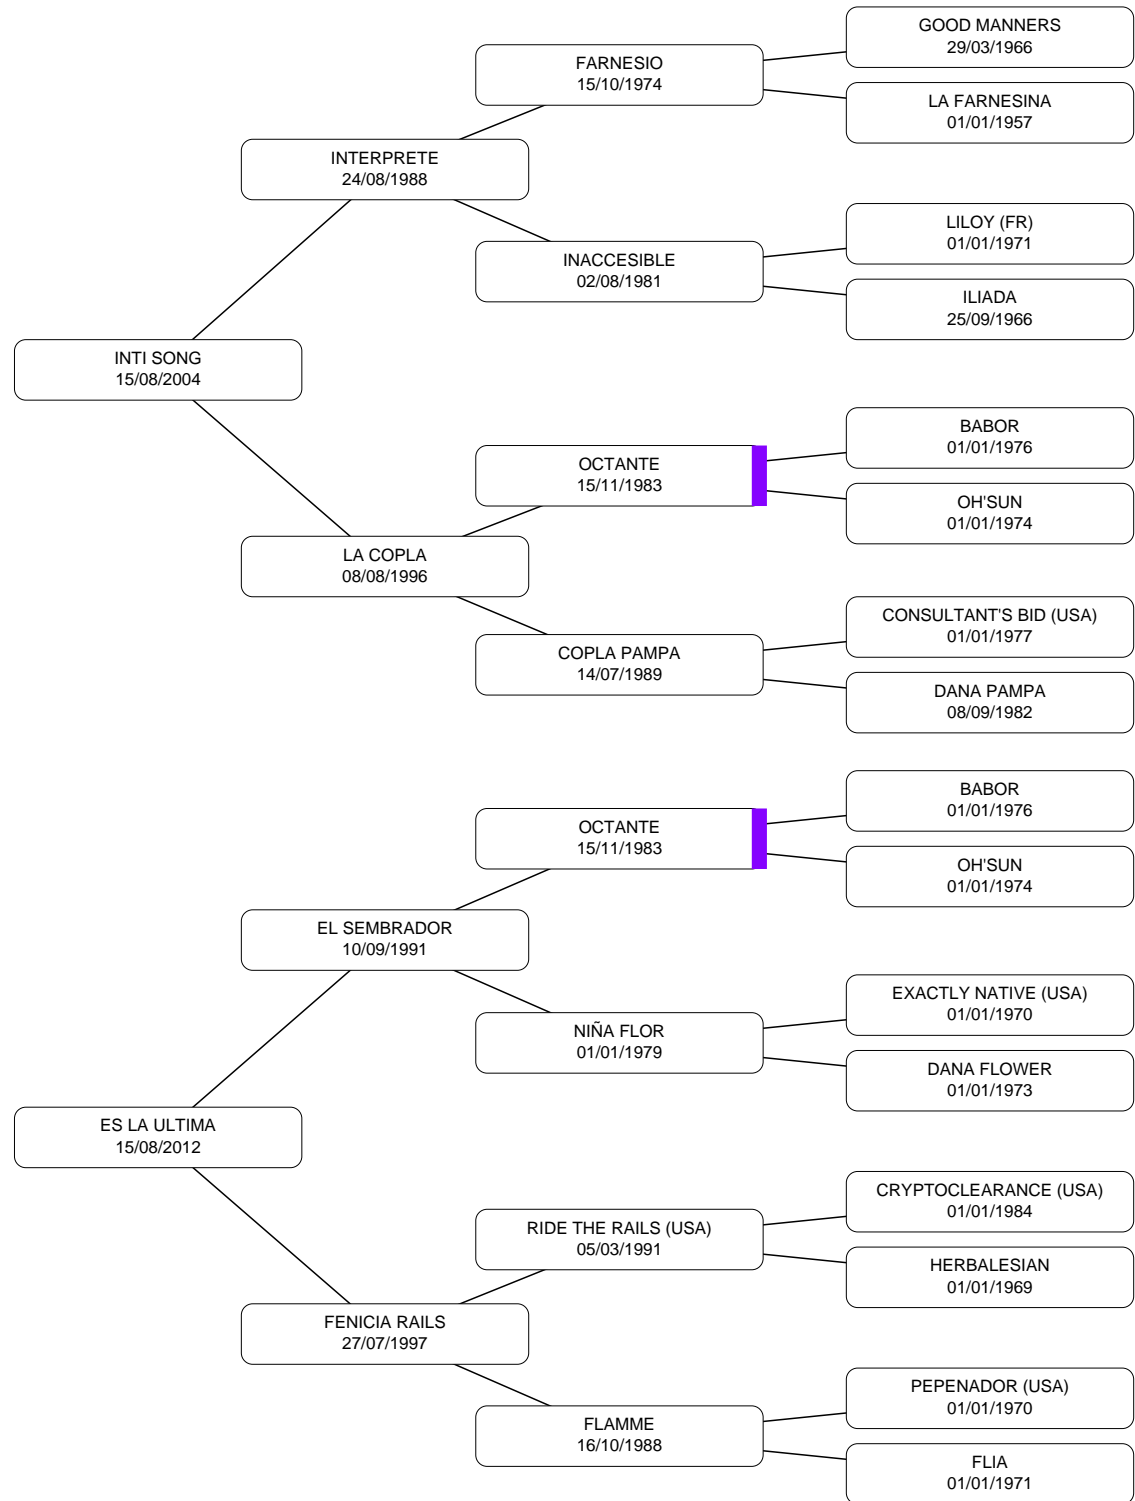 GOOD MANNERS
29/03/1966
FARNESIO
15/10/1974
LA FARNESINA
01/01/1957
INTERPRETE
24/08/1988
LILOY (FR)
01/01/1971
INACCESIBLE
02/08/1981
ILIADA
25/09/1966
INTI SONG
15/08/2004
BABOR
01/01/1976
OCTANTE
15/11/1983
OH'SUN
01/01/1974
LA COPLA
08/08/1996
CONSULTANT'S BID (USA)
01/01/1977
COPLA PAMPA
14/07/1989
DANA PAMPA
08/09/1982
BABOR
01/01/1976
OCTANTE
15/11/1983
OH'SUN
01/01/1974
EL SEMBRADOR
10/09/1991
EXACTLY NATIVE (USA)
01/01/1970
NIÑA FLOR
01/01/1979
DANA FLOWER
01/01/1973
ES LA ULTIMA
15/08/2012
CRYPTOCLEARANCE (USA)
01/01/1984
RIDE THE RAILS (USA)
05/03/1991
HERBALESIAN
01/01/1969
FENICIA RAILS
27/07/1997
PEPENADOR (USA)
01/01/1970
FLAMME
16/10/1988
FLIA
01/01/1971